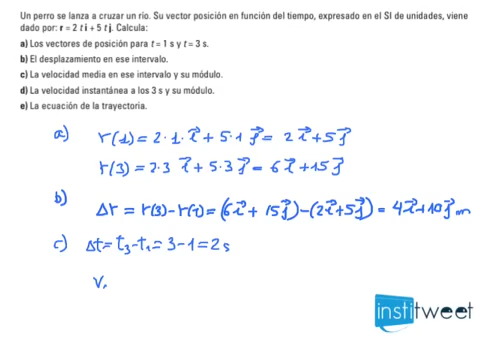 Un perro se lanza a cruzar un río. Su vector posición en función del tiempo, expresado en el SI de unidades, viene
dado por: r = 2 t i + 5 t j. Calcula:
a) Los vectores de posición para t = 1 s y t = 3 s.
b) El desplazamiento en ese intervalo.
c) La velocidad media en ese intervalo y su módulo.
d) La velocidad instantánea a los 3 s y su módulo.
e) La ecuación de la trayectoria.
a) r(1) = 2·1·i⃗ + 5·1 j⃗ = 2i⃗ + 5j⃗
r(3) = 2·3 i⃗ + 5·3 j⃗ = 6i⃗ + 15j⃗
b) Δr = r(3) - r(1) = (6i⃗ + 15j⃗) - (2i⃗ + 5j⃗) = 4i⃗ + 10j⃗ m
c) Δt = t₃ - t₁ = 3 - 1 = 2 s
V
institweet